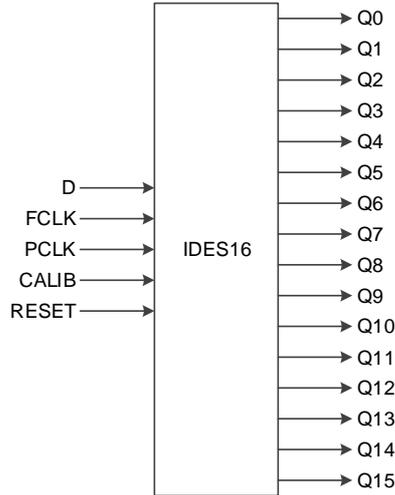 Q0
Q1
Q2
Q3
Q4
Q5
D
Q6
FCLK
Q7
PCLK
IDES16
Q8
CALIB
Q9
RESET
Q10
Q11
Q12
Q13
Q14
Q15